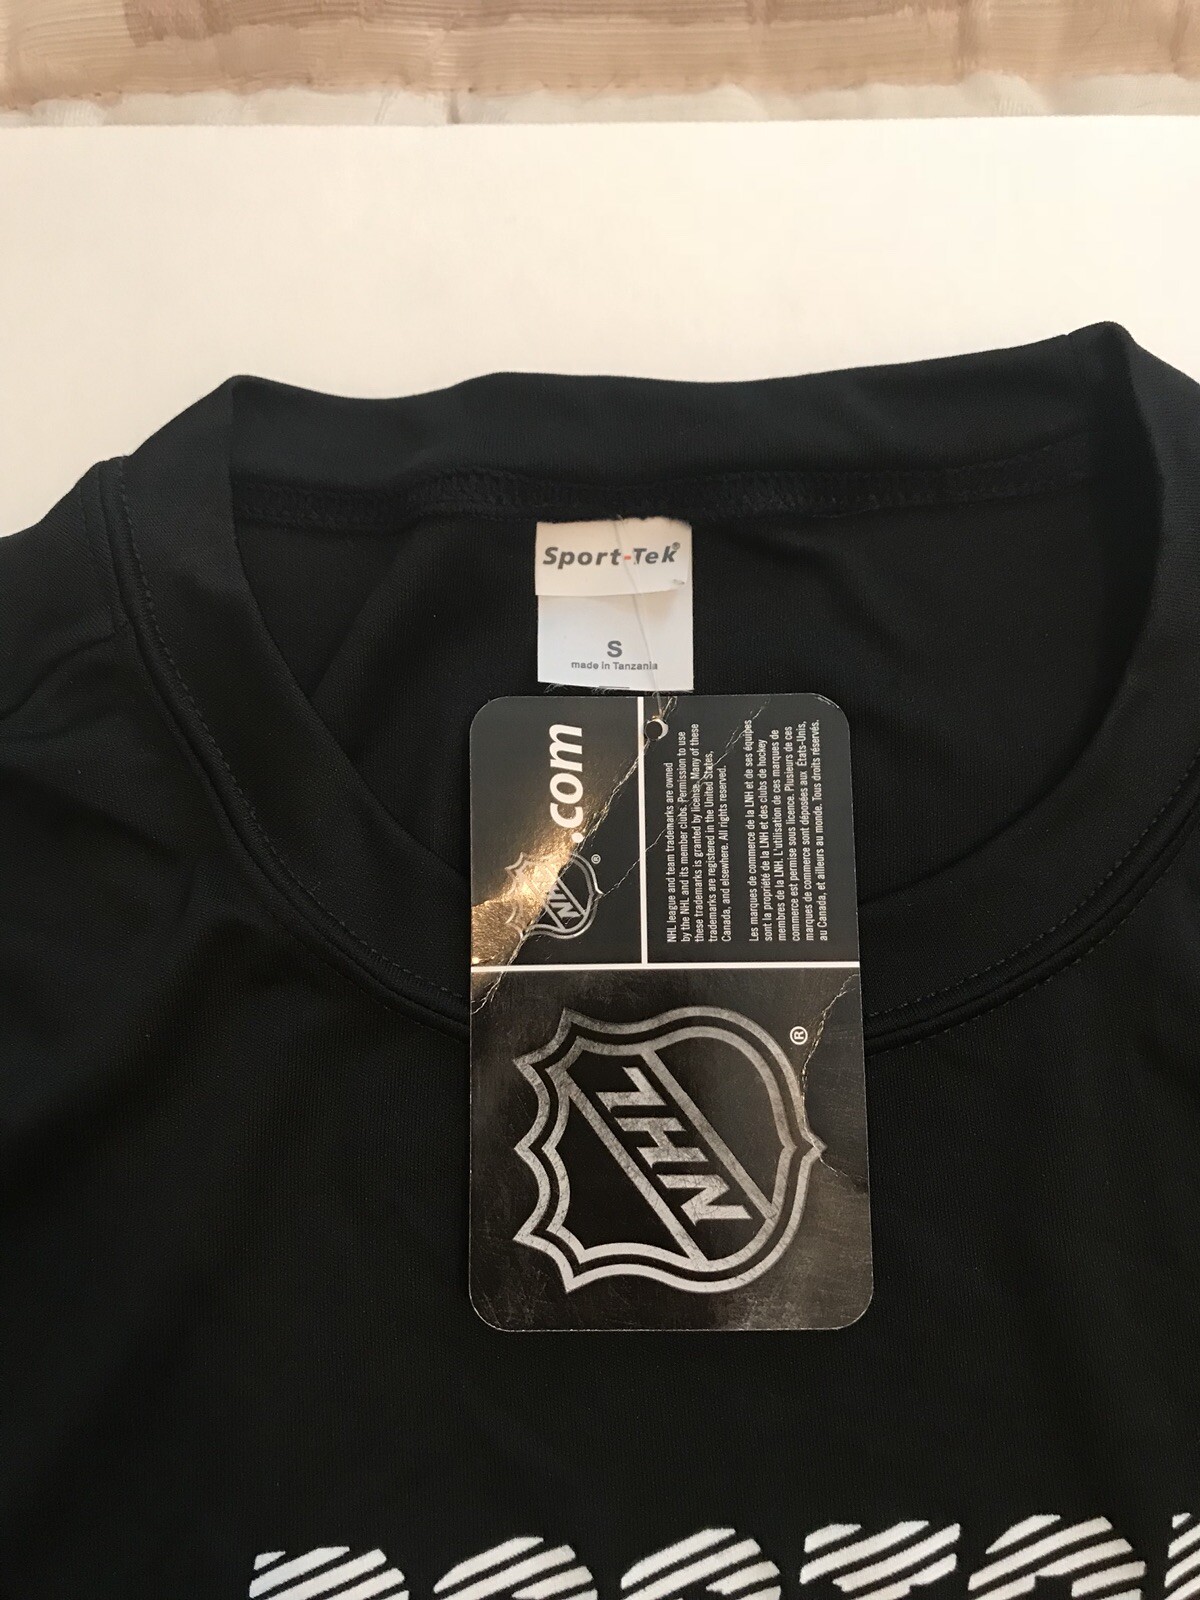 Sport-Tek®
S
made in Tanzania
NHL.com
®
NHL league and team trademarks are owned
by the NHL and its member clubs. Permission to use
these trademarks is granted by license. Many of these
trademarks are registered in the United States,
Canada, and elsewhere. All rights reserved.
Les marques de commerce de la LNH et de ses équipes
sont la propriété de la LNH et des clubs de hockey
membres de la LNH. L'utilisation de ces marques de
commerce est permise sous licence. Plusieurs de ces
marques de commerce sont déposées aux États-Unis,
au Canada, et ailleurs au monde. Tous droits réservés.
NHL
®